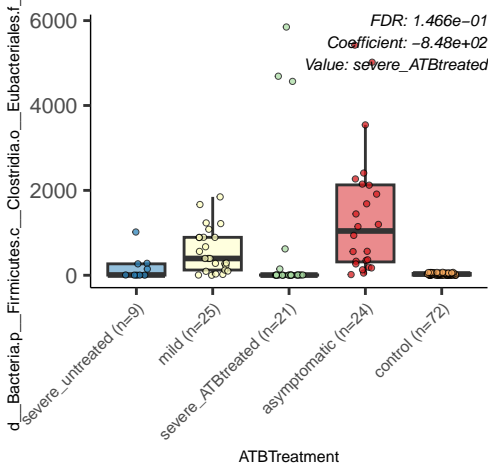 d__Bacteria.p__Firmicutes.c__Clostridia.o__Eubacteriales.f_
6000
4000
2000
0
FDR: 1.466e−01
Coefficient: −8.48e+02
Value: severe_ATBtreated
severe_untreated (n=9)
mild (n=25)
severe_ATBtreated (n=21)
asymptomatic (n=24)
control (n=72)
ATBTreatment